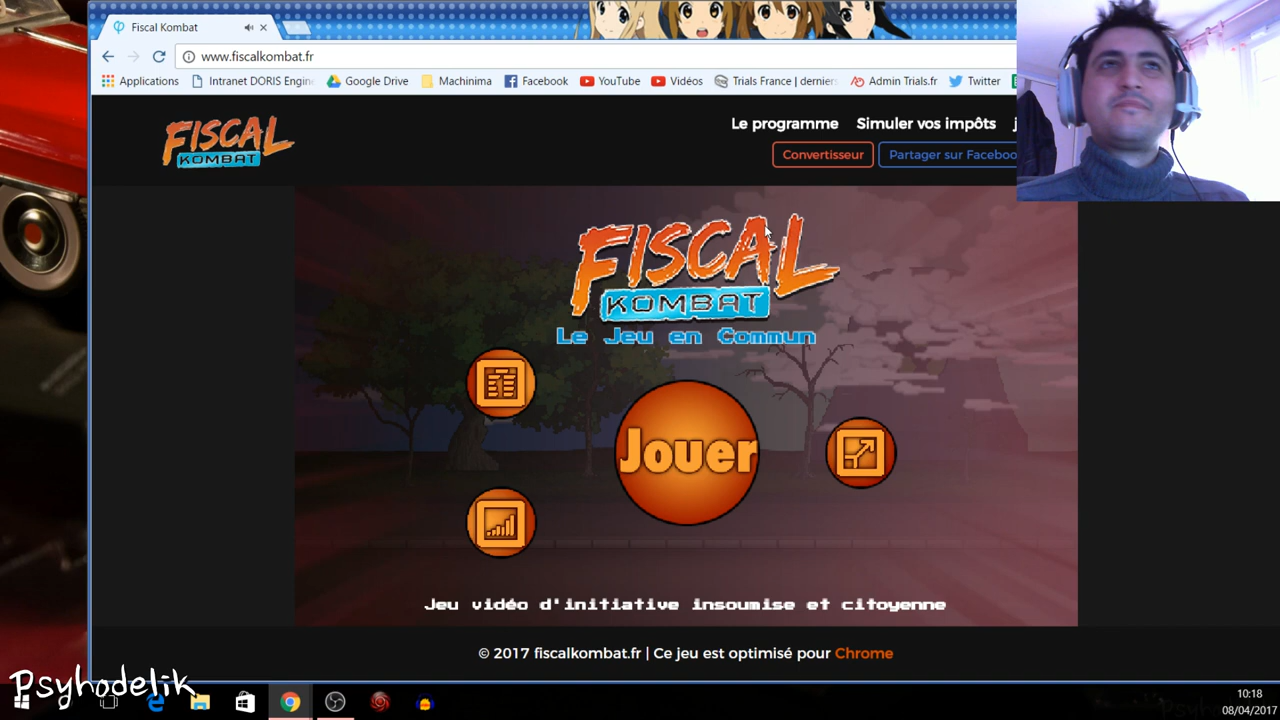 Fiscal Kombat
www.fiscalkombat.fr
Applications
Intranet DORIS Engine
Google Drive
Machinima
Facebook
YouTube
Vidéos
Trials France | dernier
Admin Trials.fr
Twitter
FISCAL
KOMBAT
Le programme
Simuler vos impôts
Convertisseur
Partager sur Faceboo
FISCAL
KOMBAT
Le Jeu en Commun
Jouer
Jeu vidéo d'initiative insoumise et citoyenne
© 2017 fiscalkombat.fr | Ce jeu est optimisé pour Chrome
Psyhodelik
10:18
08/04/2017